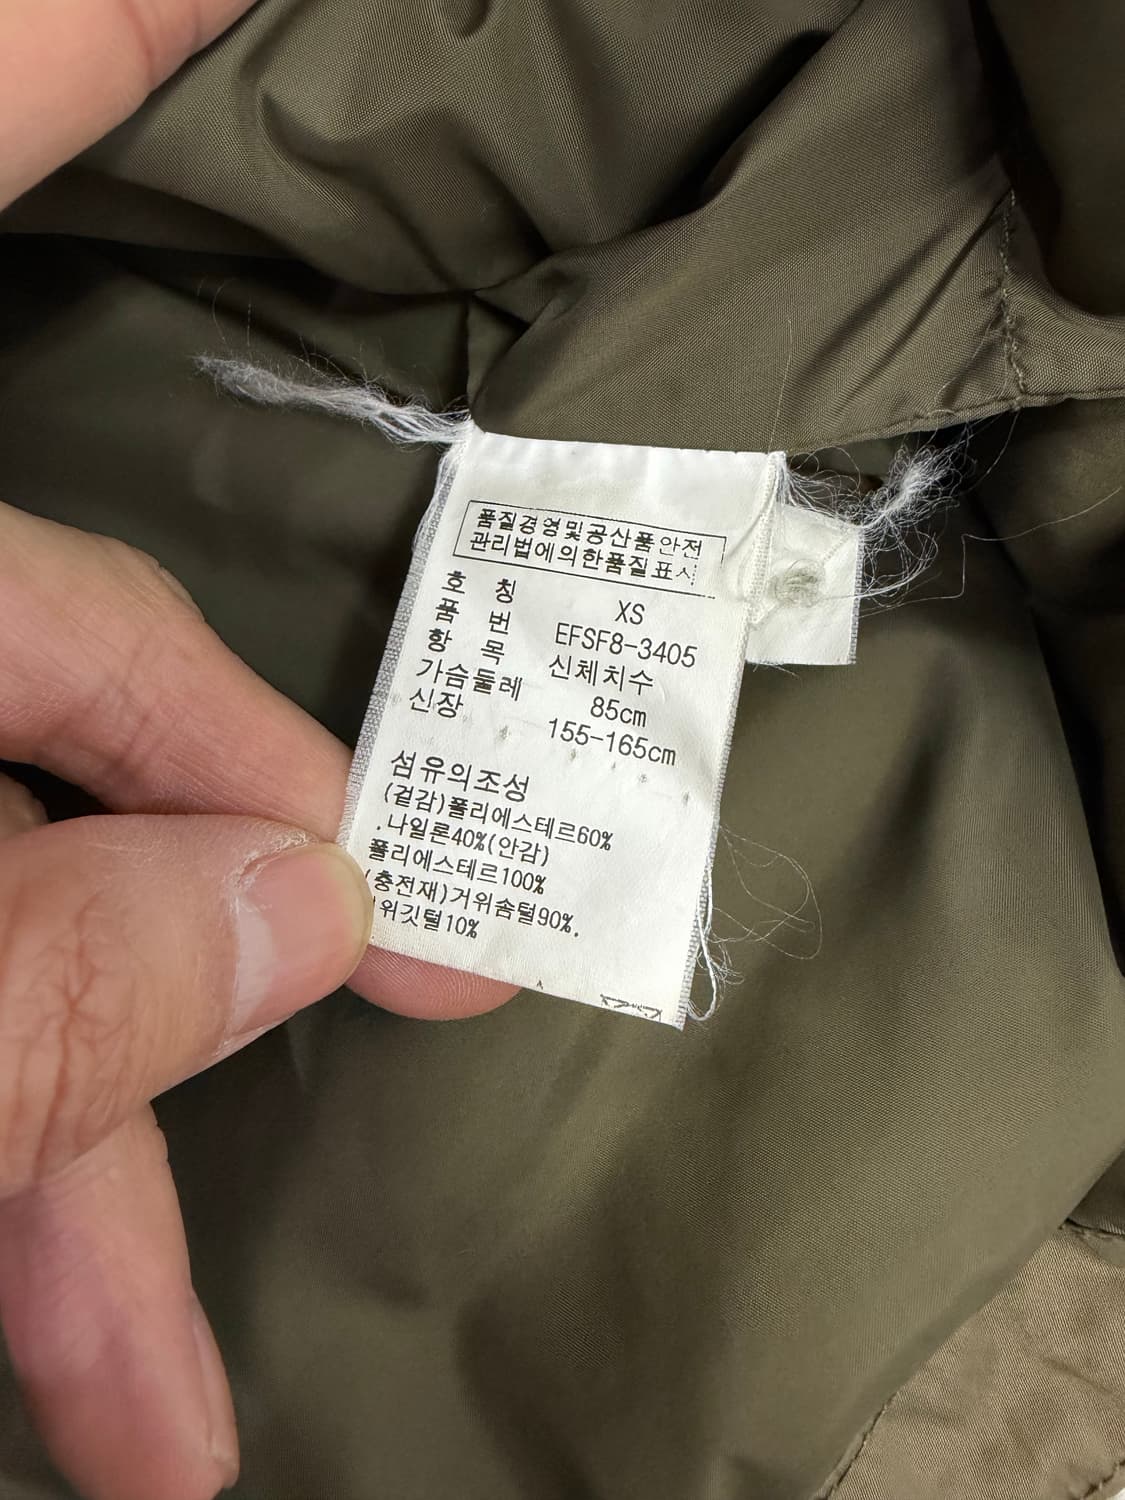 품질경영및공산품안전
관리법에의한품질표시
호 칭 XS
품 번 EFSF8-3405
항 목 신체치수
가슴둘레 85cm
신장 155-165cm
섬유의조성
(겉감)폴리에스테르60%
,나일론40%(안감)
폴리에스테르100%
(충전재)거위솜털90%,
위깃털10%